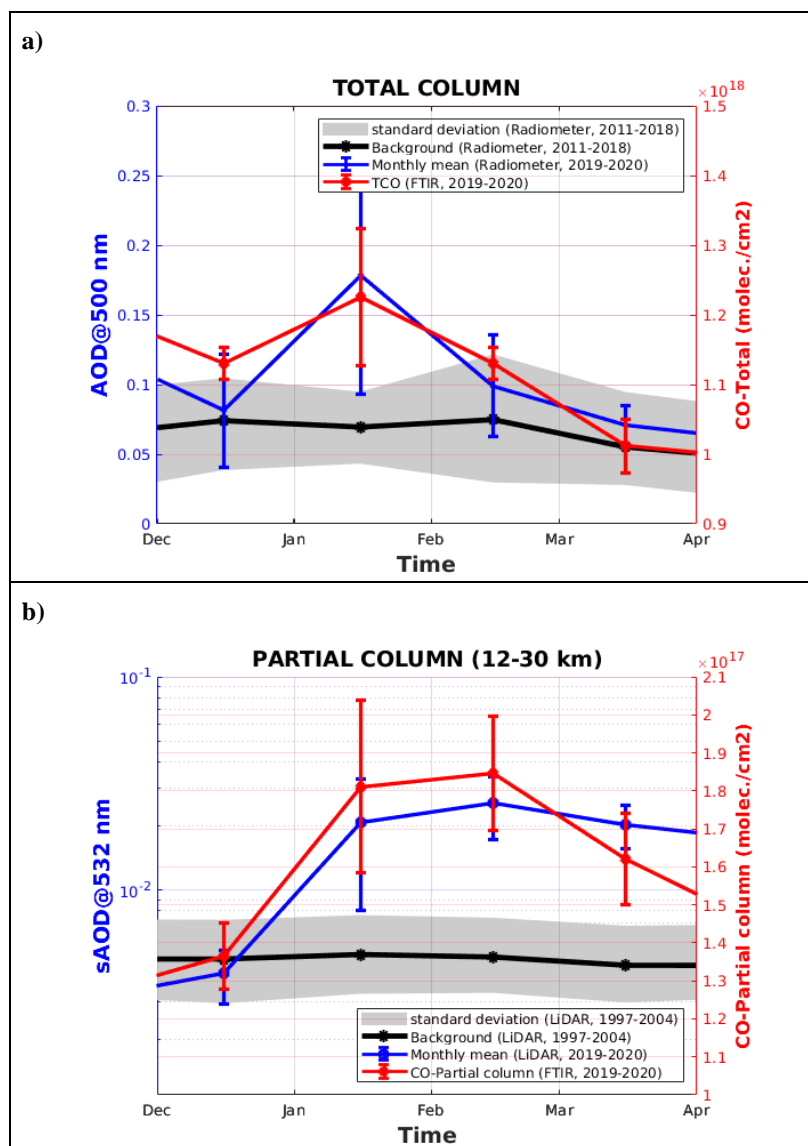 a)
TOTAL COLUMN
×10^18
0.3
0.25
0.2
0.15
0.1
0.05
0
AOD@500 nm
standard deviation (Radiometer, 2011-2018)
Background (Radiometer, 2011-2018)
Monthly mean (Radiometer, 2019-2020)
TCO (FTIR, 2019-2020)
1.5
1.4
1.3
1.2
1.1
1
0.9
CO-Total (molec./cm2)
Dec Jan Feb Mar Apr
Time
b)
PARTIAL COLUMN (12-30 km)
×10^17
10^-1
10^-2
sAOD@532 nm
2.1
2
1.9
1.8
1.7
1.6
1.5
1.4
1.3
1.2
1.1
1
CO-Partial column (molec./cm2)
standard deviation (LiDAR, 1997-2004)
Background (LiDAR, 1997-2004)
Monthly mean (LiDAR, 2019-2020)
CO-Partial column (FTIR, 2019-2020)
Dec Jan Feb Mar Apr
Time